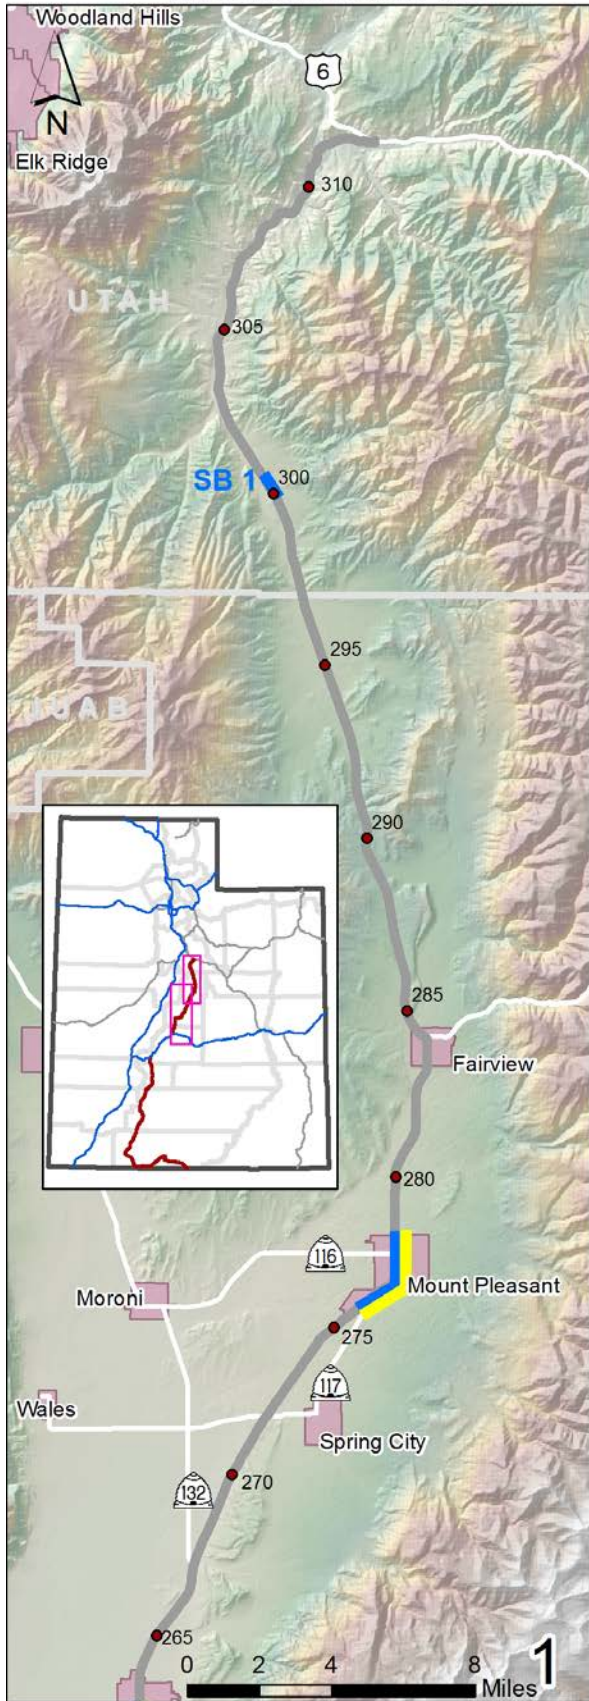 Woodland Hills
6
N
Elk Ridge
310
UTAH
305
SB 1
300
295
JUAB
290
285
Fairview
280
116
Mount Pleasant
Moroni
275
117
Wales
Spring City
270
132
265
0 2 4 8
Miles
1